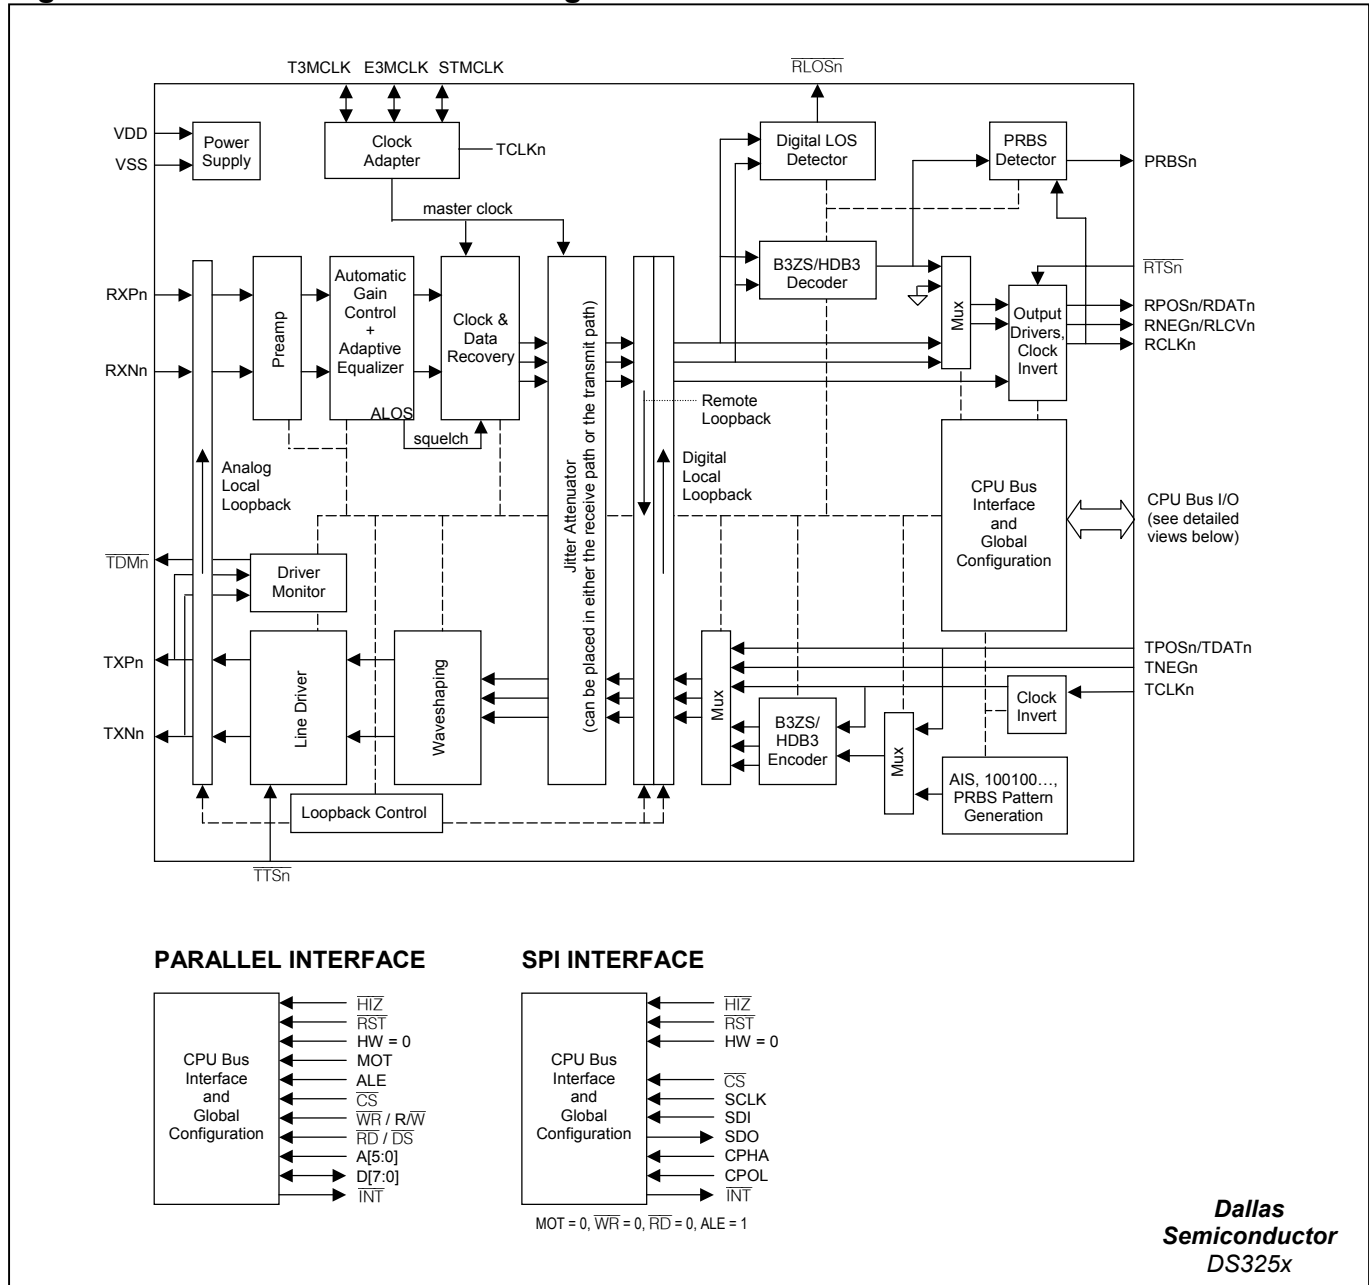 T3MCLK E3MCLK STMCLK
RLOSn
VDD
VSS
Power
Supply
Clock
Adapter
TCLKn
Digital LOS
Detector
PRBS
Detector
PRBSn
master clock
RXPn
RXNn
Preamp
Automatic
Gain
Control
+
Adaptive
Equalizer
ALOS
Clock &
Data
Recovery
squelch
Jitter Attenuator
(can be placed in either the receive path or the transmit path)
B3ZS/HDB3
Decoder
Mux
RTSn
Output
Drivers,
Clock
Invert
RPOSn/RDATn
RNEGn/RLCVn
RCLKn
Remote
Loopback
Analog
Local
Loopback
Digital
Local
Loopback
CPU Bus
Interface
and
Global
Configuration
CPU Bus I/O
(see detailed
views below)
TDMn
Driver
Monitor
TXPn
TXNn
Line Driver
Waveshaping
Mux
B3ZS/
HDB3
Encoder
Mux
Clock
Invert
TPOSn/TDATn
TNEGn
TCLKn
AIS, 100100…,
PRBS Pattern
Generation
Loopback Control
TTSn
PARALLEL INTERFACE
CPU Bus
Interface
and
Global
Configuration
HIZ
RST
HW = 0
MOT
ALE
CS
WR / R/W
RD / DS
A[5:0]
D[7:0]
INT
SPI INTERFACE
CPU Bus
Interface
and
Global
Configuration
HIZ
RST
HW = 0
CS
SCLK
SDI
SDO
CPHA
CPOL
INT
MOT = 0, WR = 0, RD = 0, ALE = 1
Dallas
Semiconductor
DS325x